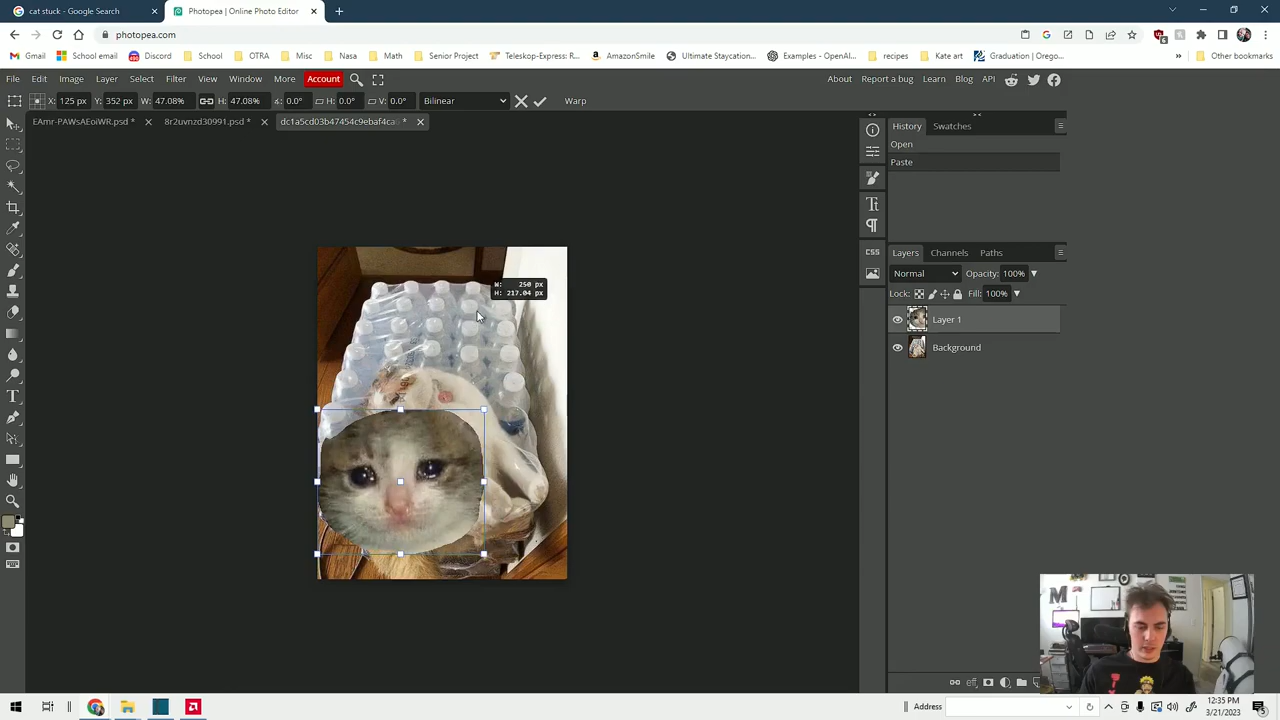 cat stuck - Google Search
Photopea | Online Photo Editor
photopea.com
Gmail
School email
Discord
School
OTRA
Misc
Nasa
Math
Senior Project
Teleskop-Express: R...
AmazonSmile
Ultimate Staycation...
Examples - OpenAI...
recipes
Kate art
Graduation | Orego...
»
Other bookmarks
File Edit Image Layer Select Filter View Window More Account
About Report a bug Learn Blog API
X: 125 px Y: 352 px W: 47.08% H: 47.08% ∡: 0.0° H: 0.0° V: 0.0° Bilinear Warp
EAmr-PAWsAEoiWR.psd *
8r2uvnzd30991.psd *
dc1a5cd03b47454c9ebaf4ca *
History Swatches
Open
Paste
W: 250 px
H: 217.04 px
CSS
Layers Channels Paths
Normal Opacity: 100%
Lock: Fill: 100%
Layer 1
Background
M
Address
12:35 PM
3/21/2023